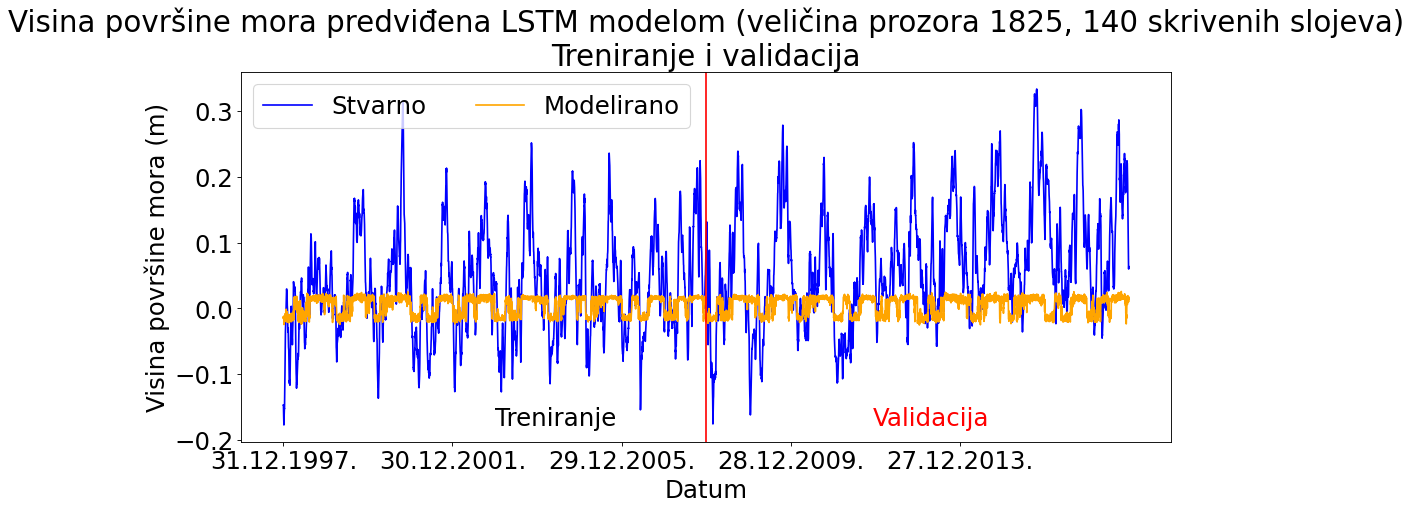 Visina površine mora predviđena LSTM modelom (veličina prozora 1825, 140 skrivenih slojeva)
Treniranje i validacija
Stvarno
Modelirano
Visina površine mora (m)
0.3
0.2
0.1
0.0
−0.1
−0.2
Treniranje
Validacija
31.12.1997.
30.12.2001.
29.12.2005.
28.12.2009.
27.12.2013.
Datum